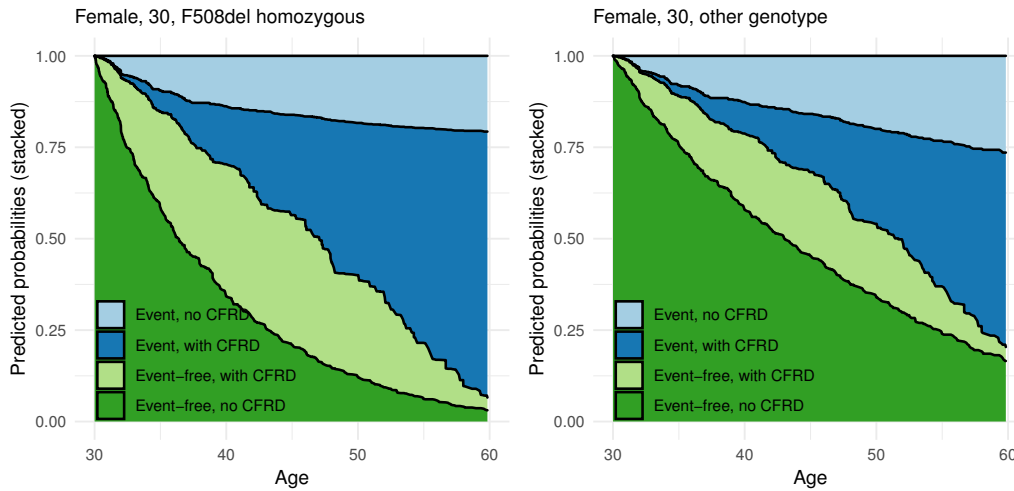 Female, 30, F508del homozygous
Predicted probabilities (stacked)
1.00
0.75
0.50
0.25
0.00
Event, no CFRD
Event, with CFRD
Event−free, with CFRD
Event−free, no CFRD
30
40
50
60
Age
Female, 30, other genotype
Predicted probabilities (stacked)
1.00
0.75
0.50
0.25
0.00
Event, no CFRD
Event, with CFRD
Event−free, with CFRD
Event−free, no CFRD
30
40
50
60
Age